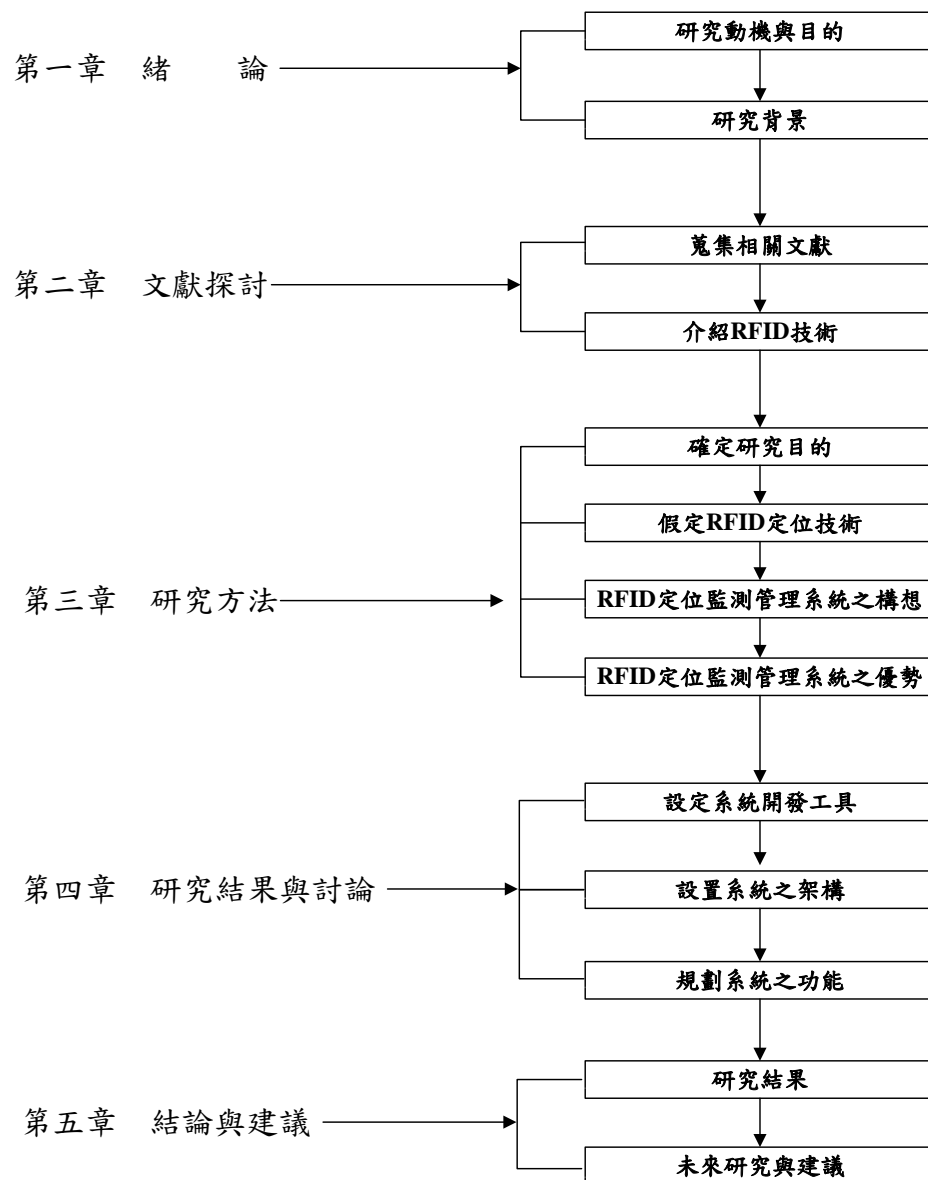 研究動機與目的
第一章 緒 論
研究背景
蒐集相關文獻
第二章 文獻探討
介紹RFID技術
確定研究目的
假定RFID定位技術
第三章 研究方法
RFID定位監測管理系統之構想
RFID定位監測管理系統之優勢
設定系統開發工具
第四章 研究結果與討論
設置系統之架構
規劃系統之功能
研究結果
第五章 結論與建議
未來研究與建議